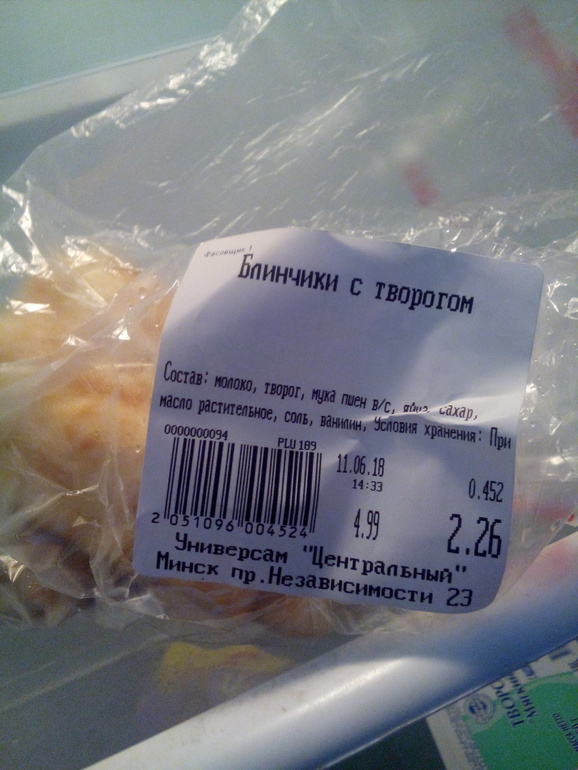 Фасовщик 1
Блинчики с творогом
Состав: молоко, творог, мука пшен в/с, яйцо, сахар,
масло растительное, соль, ванилин, Условия хранения: При
0000000094
PLU 189
11.06.18
14:33
0.452
2 051096 004524
4.99
2.26
Универсам "Центральный"
Минск пр.Независимости 23
ТВОРО